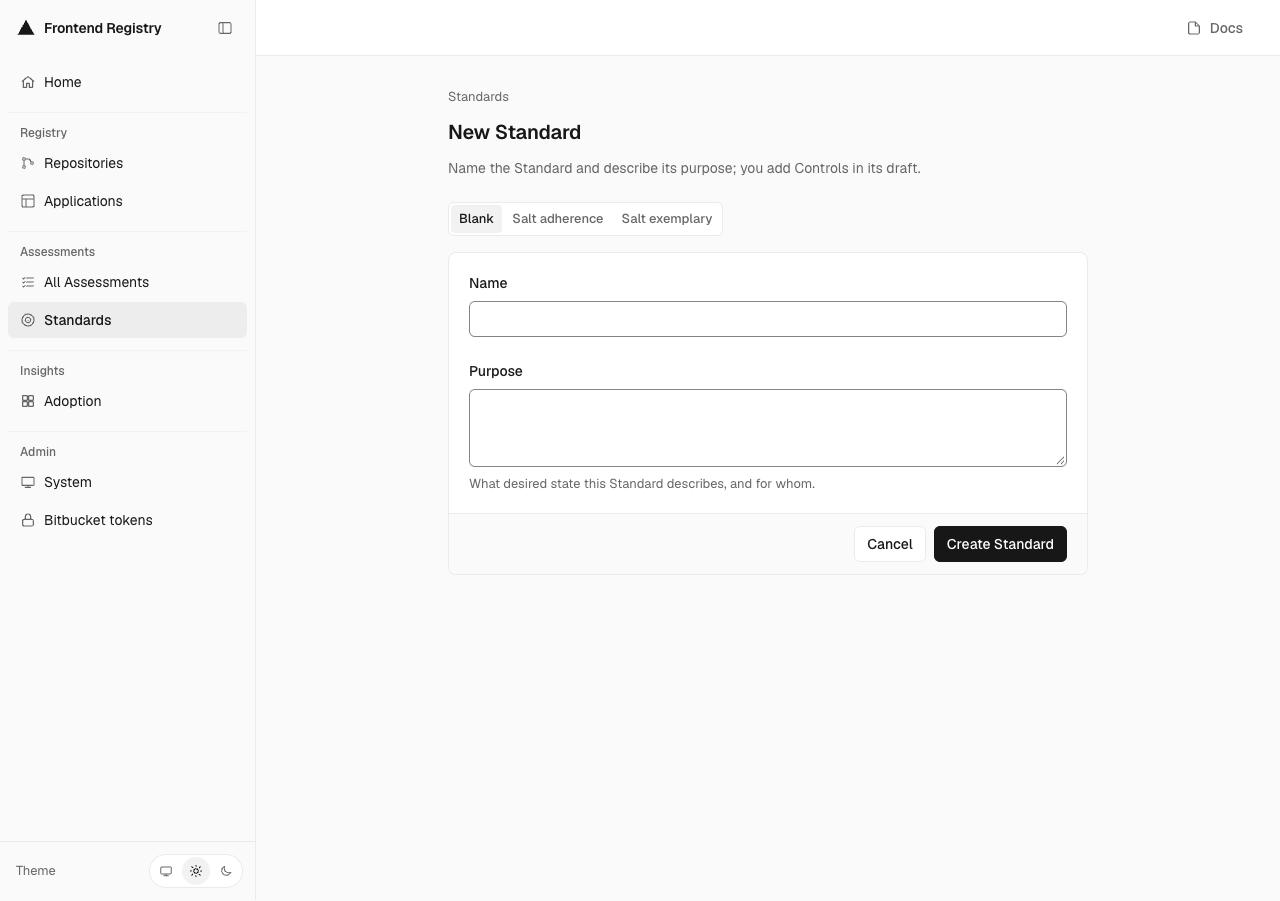 Frontend Registry
Docs
Home
Registry
Repositories
Applications
Assessments
All Assessments
Standards
Insights
Adoption
Admin
System
Bitbucket tokens
Theme
Standards
New Standard
Name the Standard and describe its purpose; you add Controls in its draft.
Blank Salt adherence Salt exemplary
Name
Purpose
What desired state this Standard describes, and for whom.
Cancel Create Standard